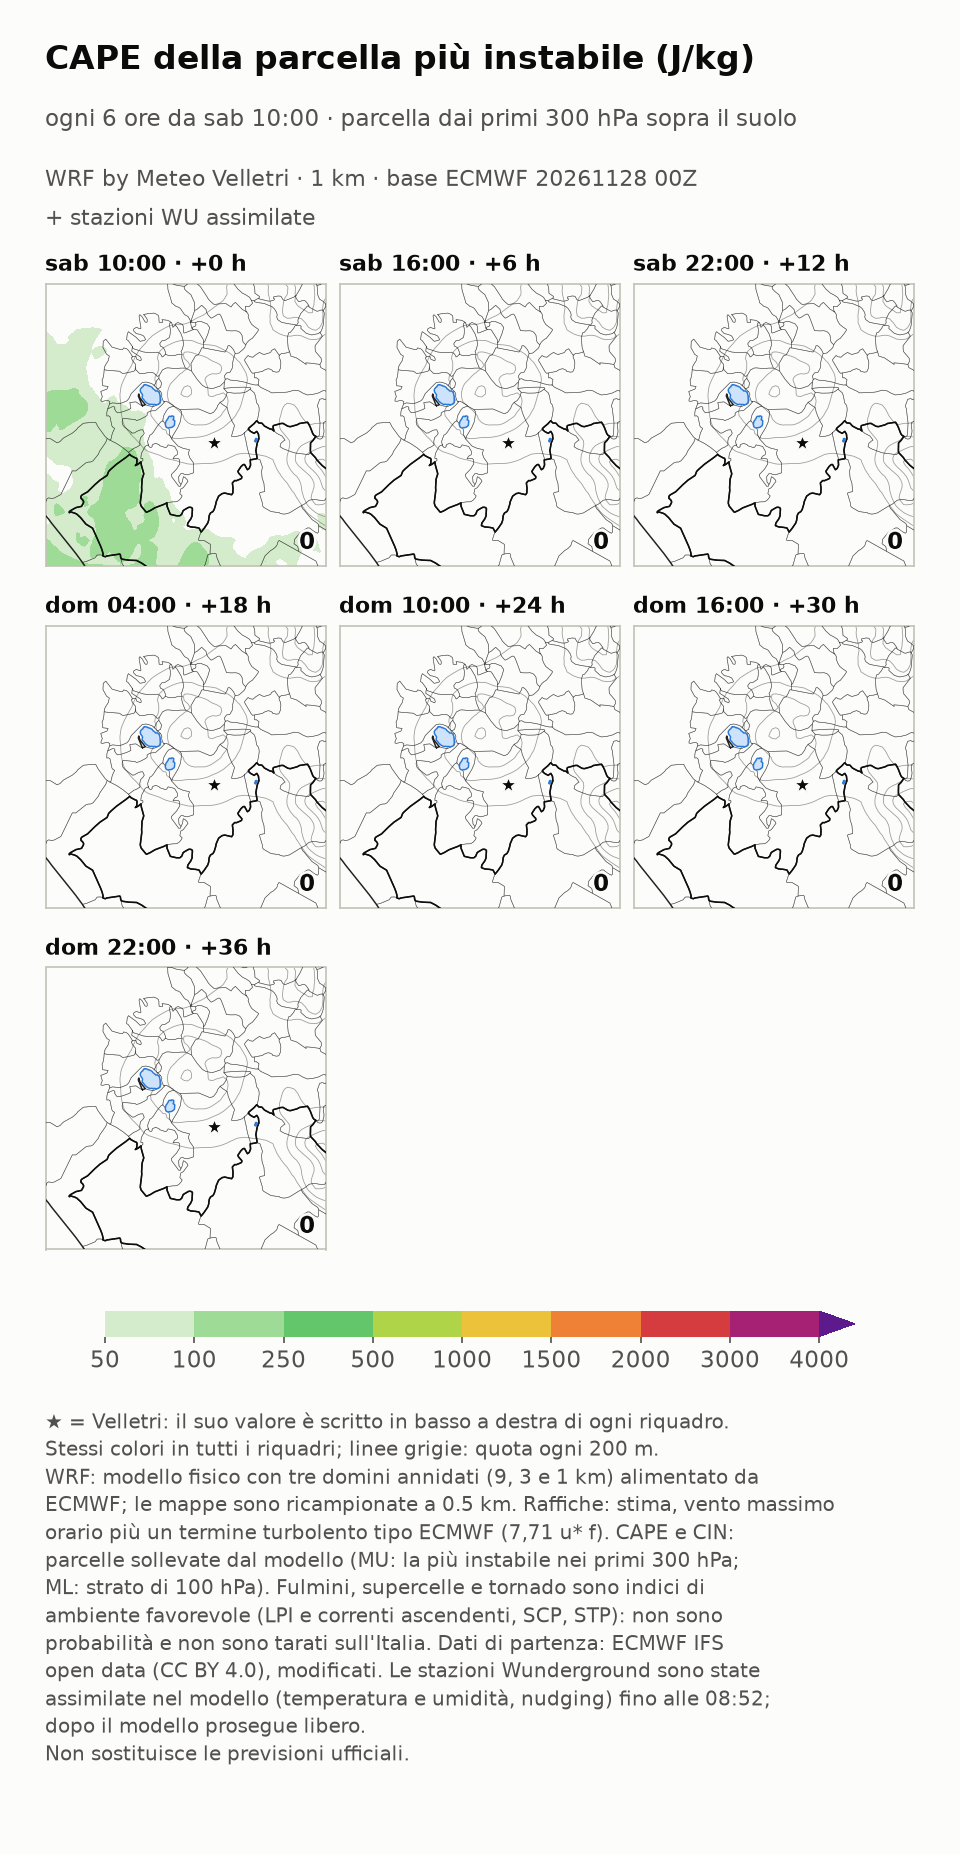 CAPE della parcella più instabile (J/kg)
ogni 6 ore da sab 10:00 · parcella dai primi 300 hPa sopra il suolo
WRF by Meteo Velletri · 1 km · base ECMWF 20261128 00Z
+ stazioni WU assimilate
sab 10:00 · +0 h
sab 16:00 · +6 h
sab 22:00 · +12 h
0
0
0
dom 04:00 · +18 h
dom 10:00 · +24 h
dom 16:00 · +30 h
0
0
0
dom 22:00 · +36 h
0
50 100 250 500 1000 1500 2000 3000 4000
★ = Velletri: il suo valore è scritto in basso a destra di ogni riquadro.
Stessi colori in tutti i riquadri; linee grigie: quota ogni 200 m.
WRF: modello fisico con tre domini annidati (9, 3 e 1 km) alimentato da
ECMWF; le mappe sono ricampionate a 0.5 km. Raffiche: stima, vento massimo
orario più un termine turbolento tipo ECMWF (7,71 u* f). CAPE e CIN:
parcelle sollevate dal modello (MU: la più instabile nei primi 300 hPa;
ML: strato di 100 hPa). Fulmini, supercelle e tornado sono indici di
ambiente favorevole (LPI e correnti ascendenti, SCP, STP): non sono
probabilità e non sono tarati sull'Italia. Dati di partenza: ECMWF IFS
open data (CC BY 4.0), modificati. Le stazioni Wunderground sono state
assimilate nel modello (temperatura e umidità, nudging) fino alle 08:52;
dopo il modello prosegue libero.
Non sostituisce le previsioni ufficiali.